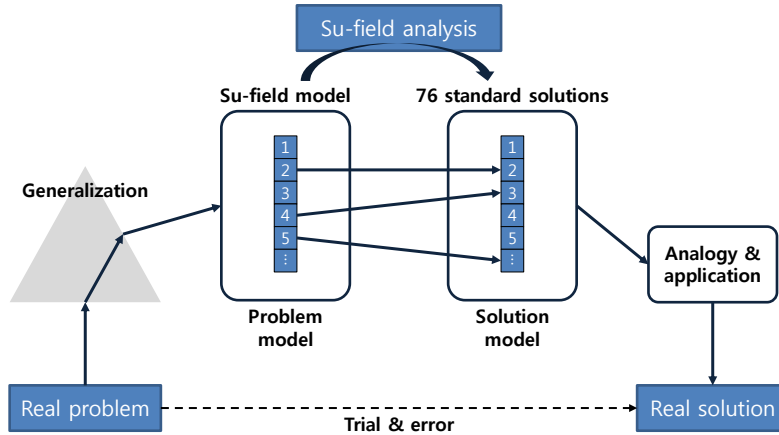 Su-field analysis
Su-field model
76 standard solutions
Generalization
1
2
3
4
5
⋮
1
2
3
4
5
⋮
Analogy &
application
Problem
model
Solution
model
Real problem
Trial & error
Real solution